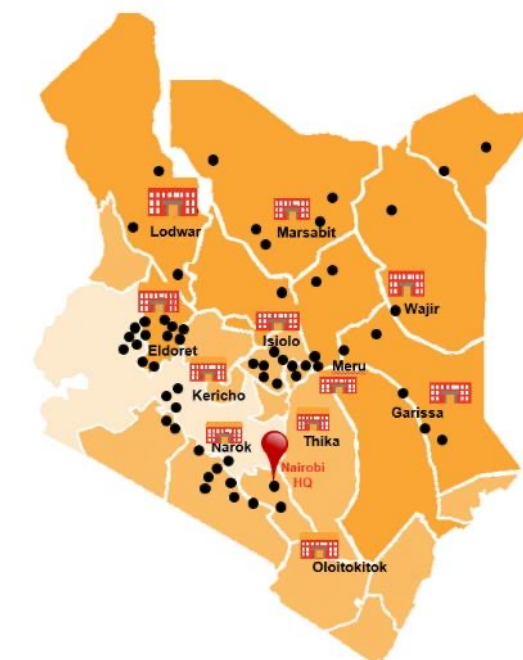 Lodwar
Marsabit
Wajir
Isiolo
Eldoret
Meru
Kericho
Garissa
Thika
Narok
Nairobi
HQ
Oloitokitok